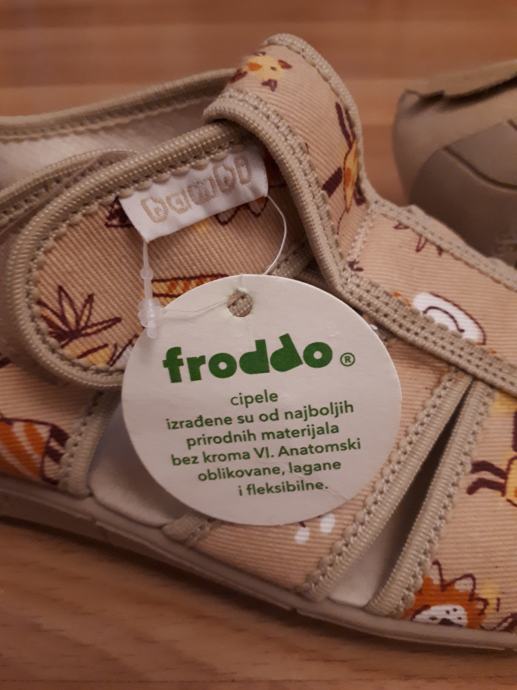 bambi
froddo®
cipele
izrađene su od najboljih
prirodnih materijala
bez kroma VI. Anatomski
oblikovane, lagane
i fleksibilne.